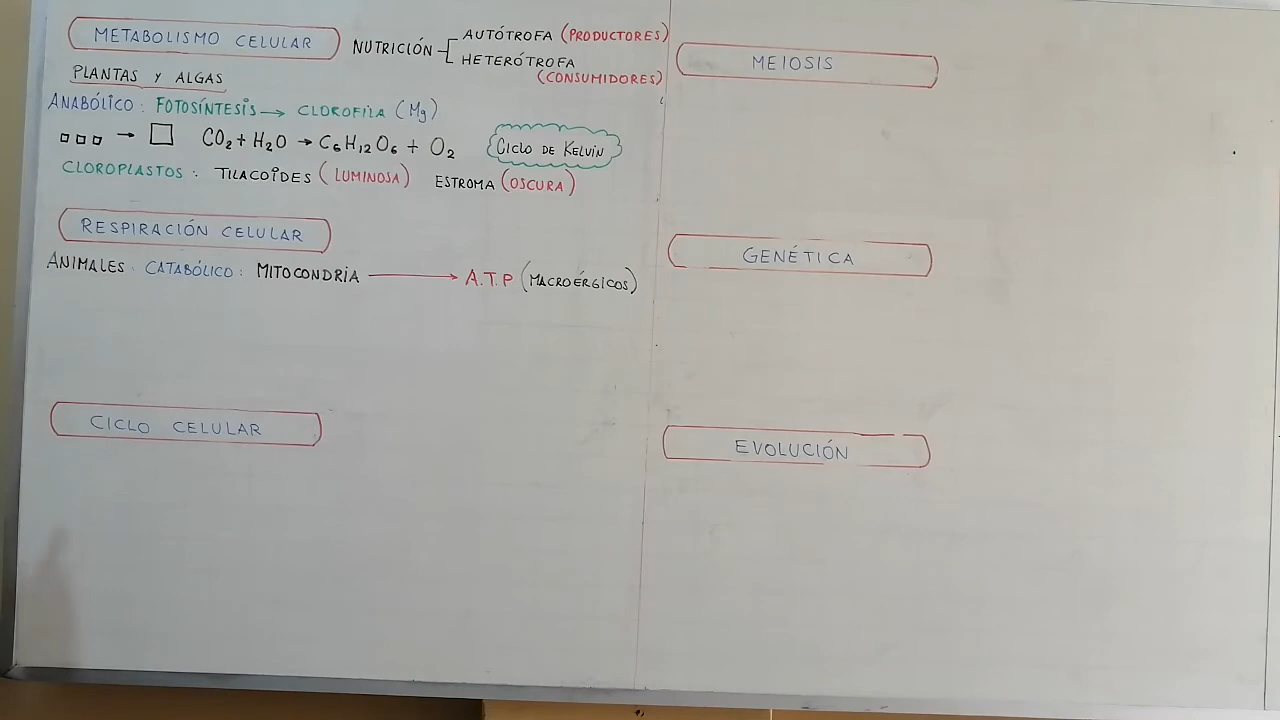 METABOLISMO CELULAR
NUTRICIÓN
AUTÓTROFA (PRODUCTORES)
HETERÓTROFA
(CONSUMIDORES)
PLANTAS Y ALGAS
ANABÓLICO: FOTOSÍNTESIS → CLOROFILA (Mg)
→ CO₂ + H₂O → C₆H₁₂O₆ + O₂
CICLO DE KELVIN
CLOROPLASTOS: TILACOIDES (LUMINOSA) ESTROMA (OSCURA)
RESPIRACIÓN CELULAR
ANIMALES: CATABÓLICO: MITOCONDRIA → A.T.P (MACROÉRGICOS)
CICLO CELULAR
MEIOSIS
GENÉTICA
EVOLUCIÓN